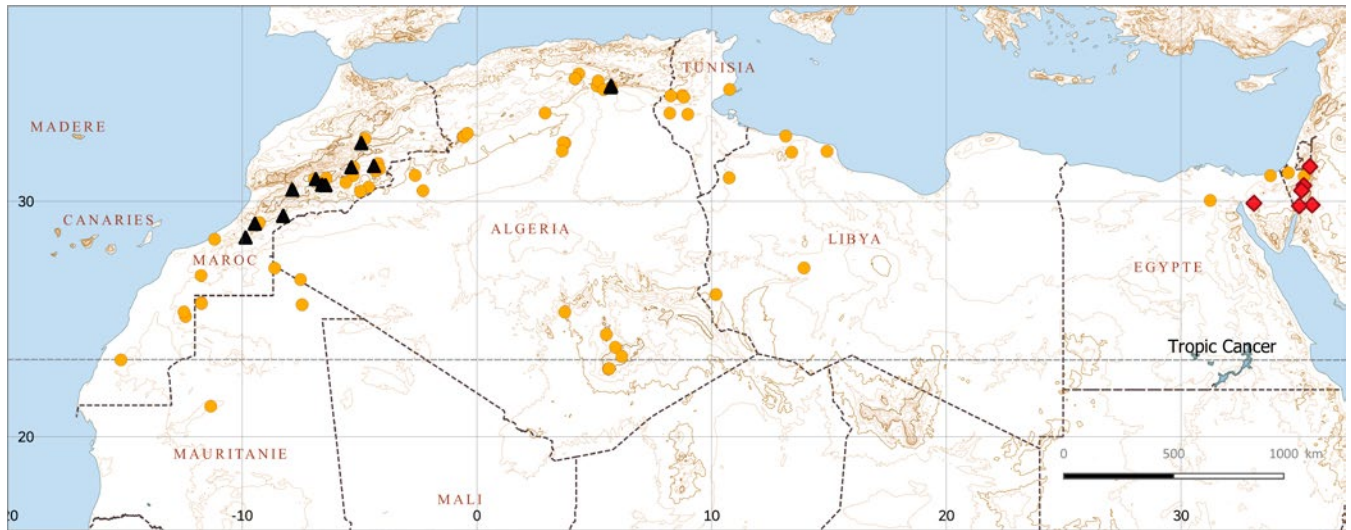 TUNISIA
MADERE
30
CANARIES
ALGERIA
LIBYA
MAROC
EGYPTE
Tropic Cancer
20
MAURITANIE
0 500 1000 km
MALI
20 -10 0 10 30